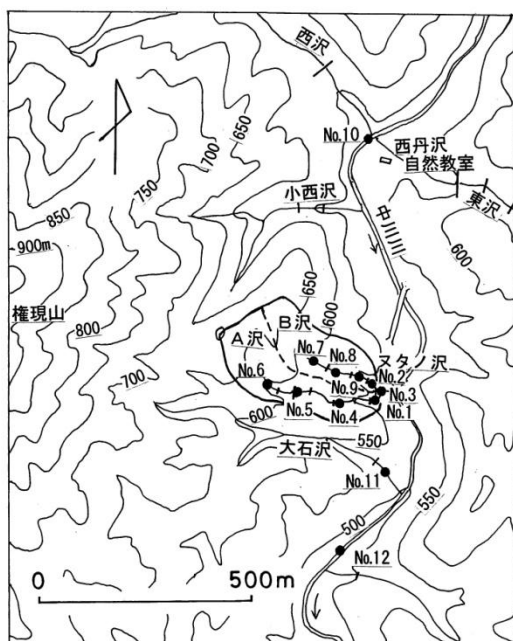 西沢
650
No.10
700
西丹沢
自然教室
750
小西沢
東沢
850
中川川
600
900m
650
権現山
800
600
A沢
B沢
No.7
No.8
ヌタノ沢
No.6
No.9
No.2
No.3
700
No.1
600
No.5
No.4
550
大石沢
No.11
550
500
No.12
0
500m